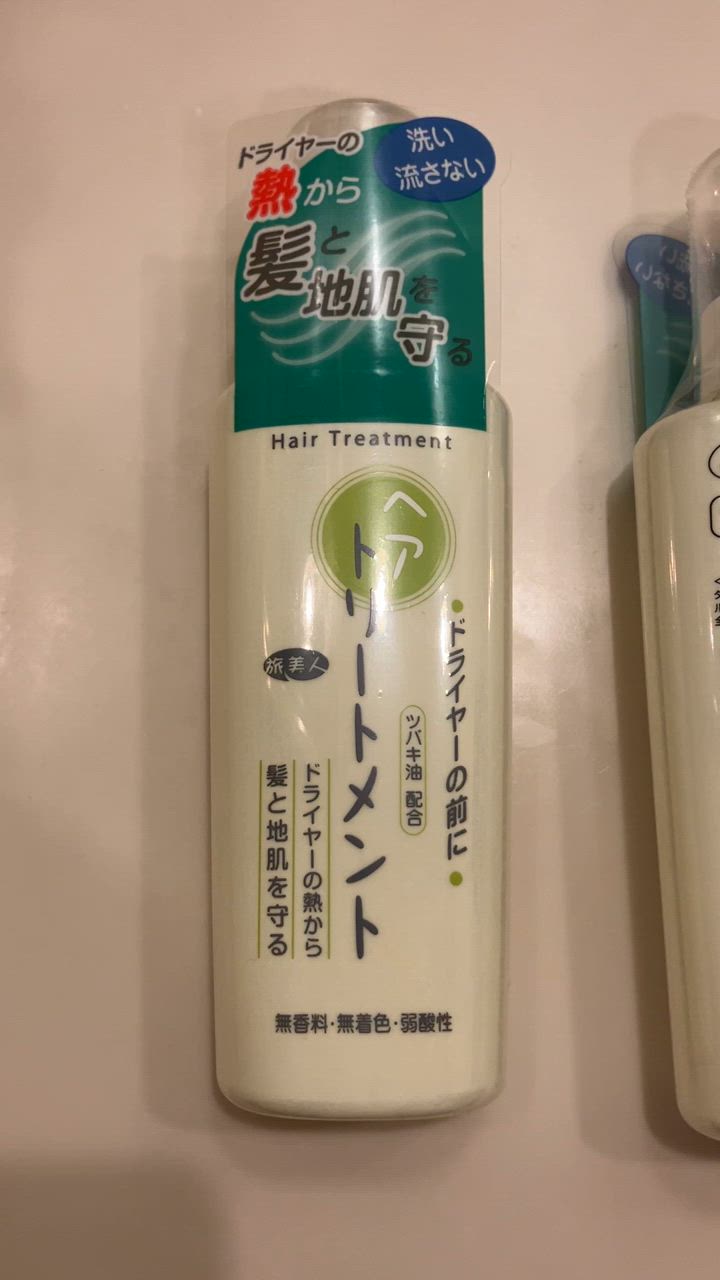 ドライヤーの
熱から
髪と
地肌を
守る
洗い
流さない
Hair Treatment
ヘア
トリートメント
・ドライヤーの前に・
ツバキ油 配合
旅美人
ドライヤーの熱から
髪と地肌を守る
無香料・無着色・弱酸性